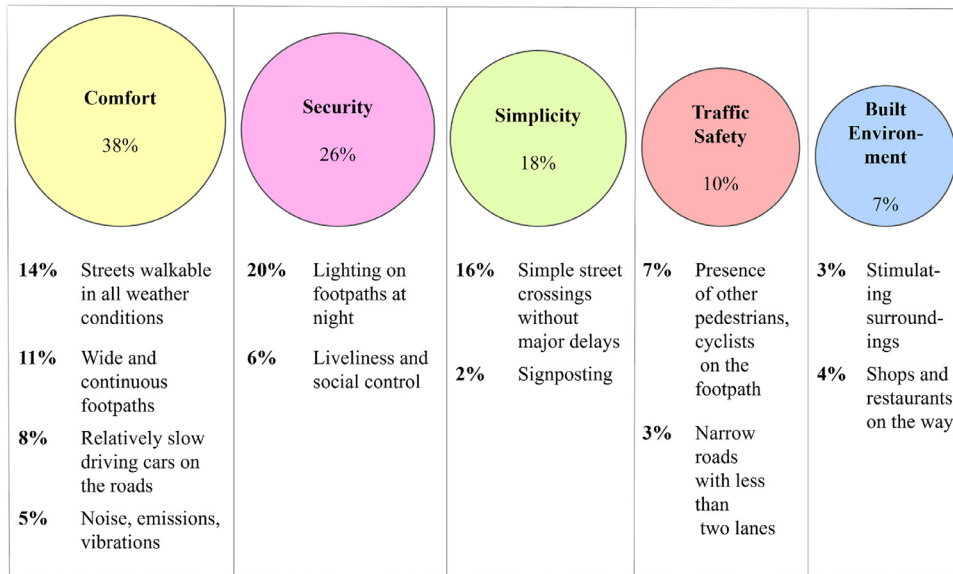 Comfort
38%
14% Streets walkable
in all weather
conditions
11% Wide and
continuous
footpaths
8% Relatively slow
driving cars on
the roads
5% Noise, emissions,
vibrations
Security
26%
20% Lighting on
footpaths at
night
6% Liveliness and
social control
Simplicity
18%
16% Simple street
crossings
without
major delays
2% Signposting
Traffic
Safety
10%
7% Presence
of other
pedestrians,
cyclists
on the
footpath
3% Narrow
roads
with less
than
two lanes
Built
Environ-
ment
7%
3% Stimulat-
ing
surround-
ings
4% Shops and
restaurants
on the way